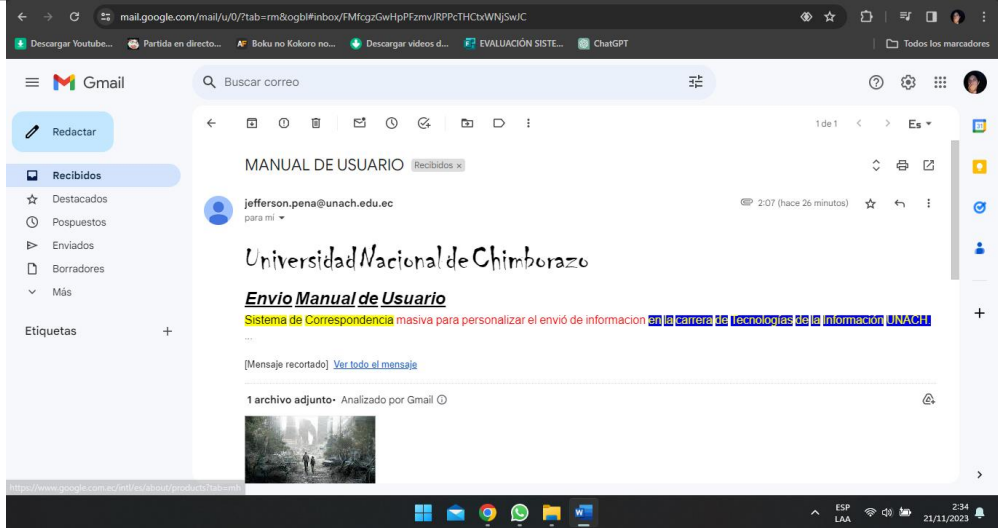 mail.google.com/mail/u/0/?tab=rm&ogbl#inbox/FMfcgzGwHpPFzmvJRPPcTHCtxWNjSwJC
Descargar Youtube... Partida en directo... Boku no Kokoro no... Descargar videos d... EVALUACIÓN SISTE... ChatGPT Todos los marcadores
Gmail
Buscar correo
Redactar
1 de 1 Es
Recibidos
Destacados
Pospuestos
Enviados
Borradores
Más
Etiquetas
MANUAL DE USUARIO Recibidos x
jefferson.pena@unach.edu.ec 2:07 (hace 26 minutos)
para mí
Universidad Nacional de Chimborazo
Envio Manual de Usuario
Sistema de Correspondencia masiva para personalizar el envió de informacion en la carrera de Tecnologías de la Información UNACH.
...
[Mensaje recortado] Ver todo el mensaje
1 archivo adjunto• Analizado por Gmail
https://www.google.com.ec/intl/es/about/products?tab=mh
ESP 2:34
LAA 21/11/2023